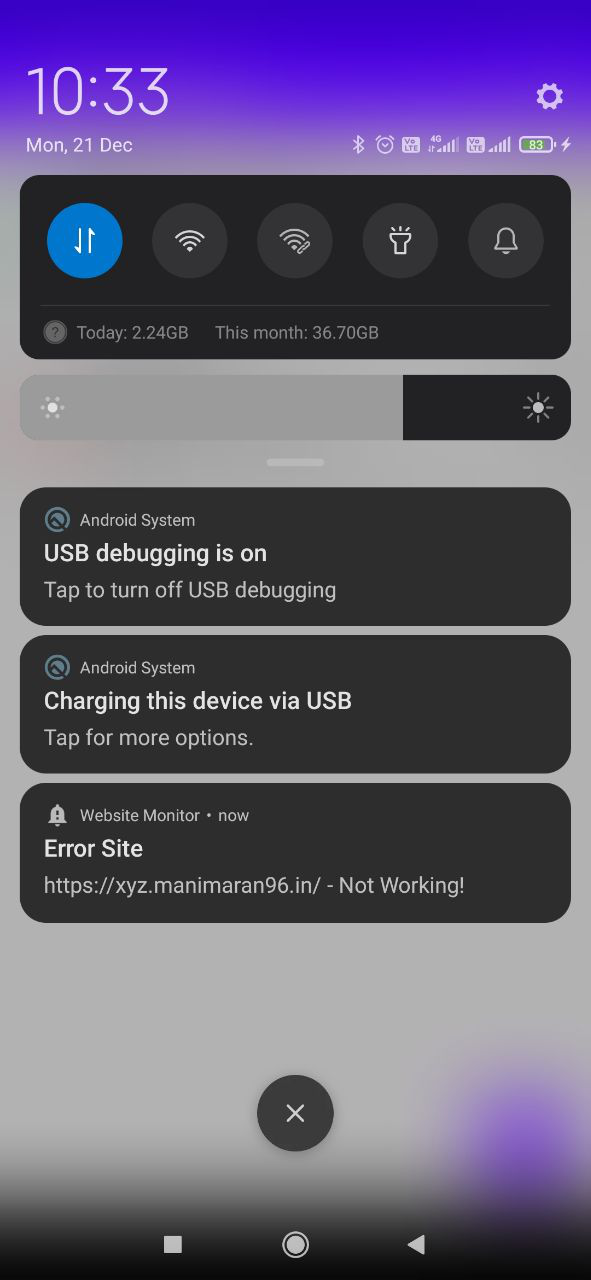 10:33
Mon, 21 Dec
Vo LTE 4G Vo LTE 83
Today: 2.24GB This month: 36.70GB
Android System
USB debugging is on
Tap to turn off USB debugging
Android System
Charging this device via USB
Tap for more options.
Website Monitor • now
Error Site
https://xyz.manimaran96.in/ - Not Working!